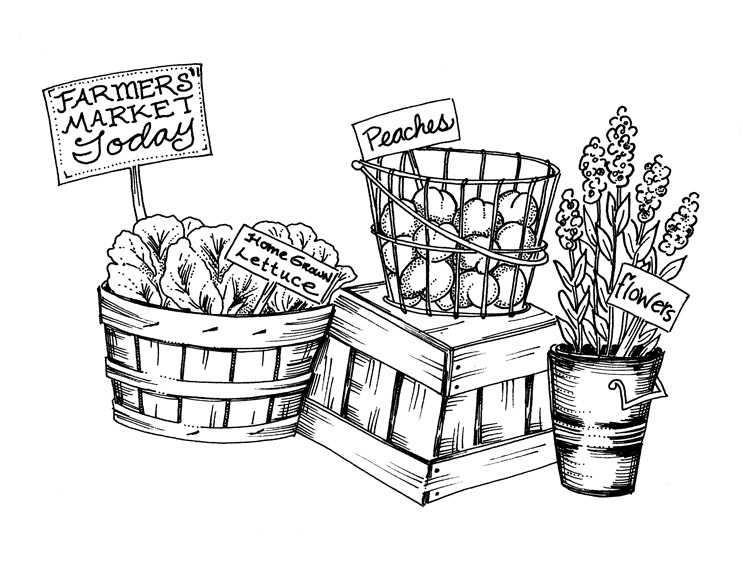 FARMERS'
MARKET
Today
Peaches
Home Grown
Lettuce
flowers